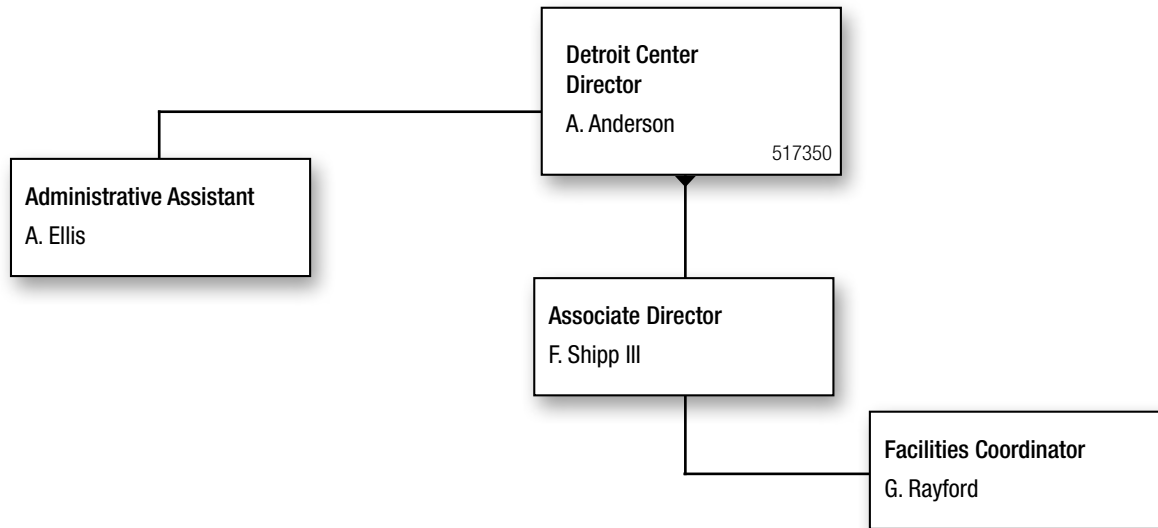 Detroit Center
Director
A. Anderson
517350
Administrative Assistant
A. Ellis
Associate Director
F. Shipp III
Facilities Coordinator
G. Rayford